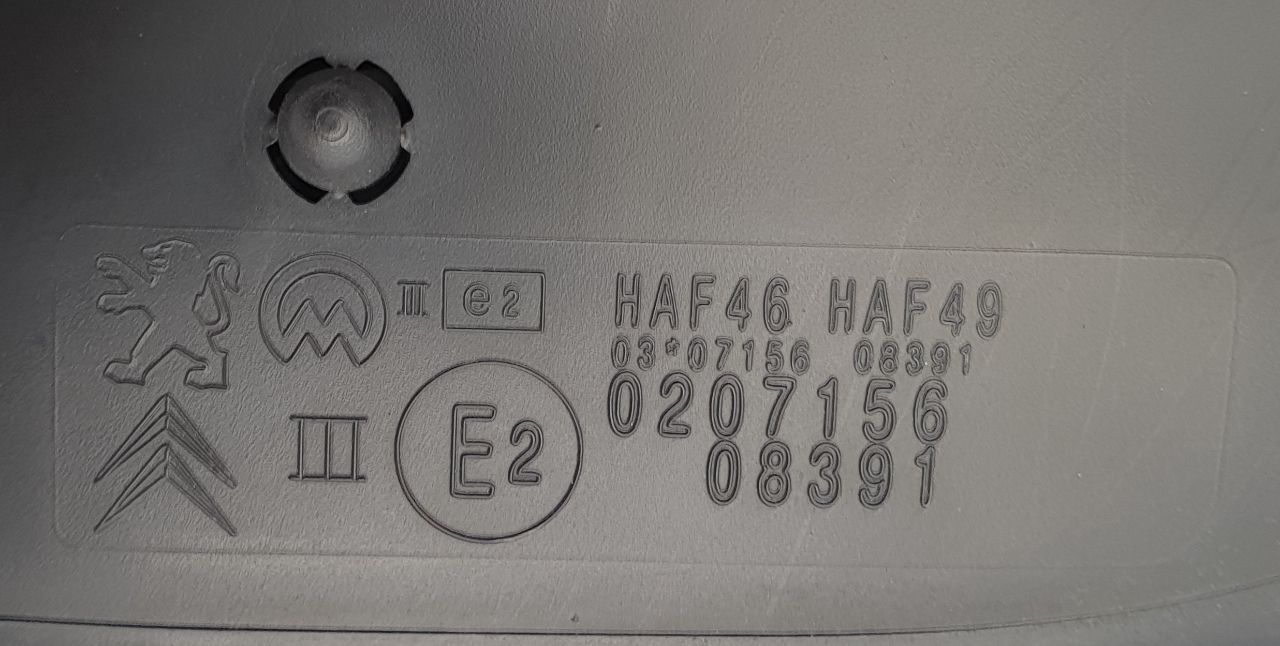 III e2 HAF46 HAF49
03*07156 08391
III E2 0207156
08391